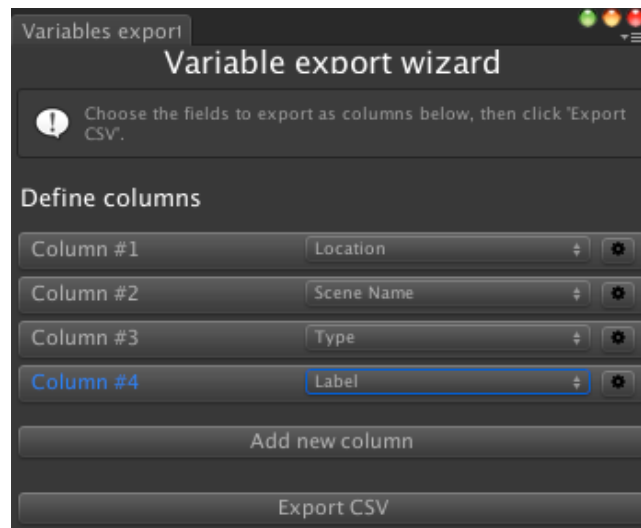 Variables export
Variable export wizard
Choose the fields to export as columns below, then click 'Export
CSV'.
Define columns
Column #1 Location
Column #2 Scene Name
Column #3 Type
Column #4 Label
Add new column
Export CSV